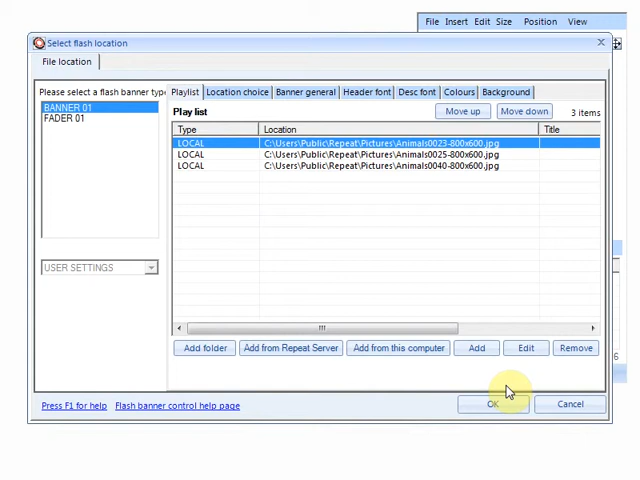 File Insert Edit Size Position View
Select flash location
File location
Please select a flash banner type
BANNER 01
FADER 01
USER SETTINGS
Playlist Location choice Banner general Header font Desc font Colours Background
Play list
Move up Move down 3 items
Type Location Title
LOCAL C:\Users\Public\Repeat\Pictures\Animals0023-800x600.jpg
LOCAL C:\Users\Public\Repeat\Pictures\Animals0025-800x600.jpg
LOCAL C:\Users\Public\Repeat\Pictures\Animals0040-800x600.jpg
Add folder Add from Repeat Server Add from this computer Add Edit Remove
6
Press F1 for help Flash banner control help page
OK Cancel